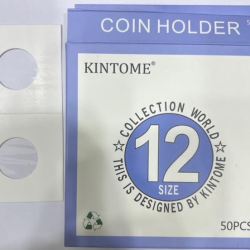 COIN HOLDER
KINTOME®
COLLECTION WORLD
12
SIZE
THIS IS DESIGNED BY KINTOME
50PCS